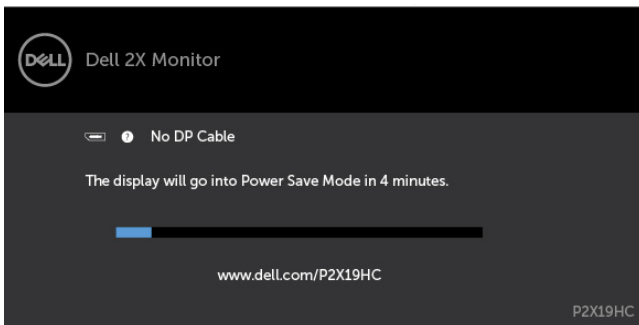 DELL
Dell 2X Monitor
? No DP Cable
The display will go into Power Save Mode in 4 minutes.
www.dell.com/P2X19HC
P2X19HC